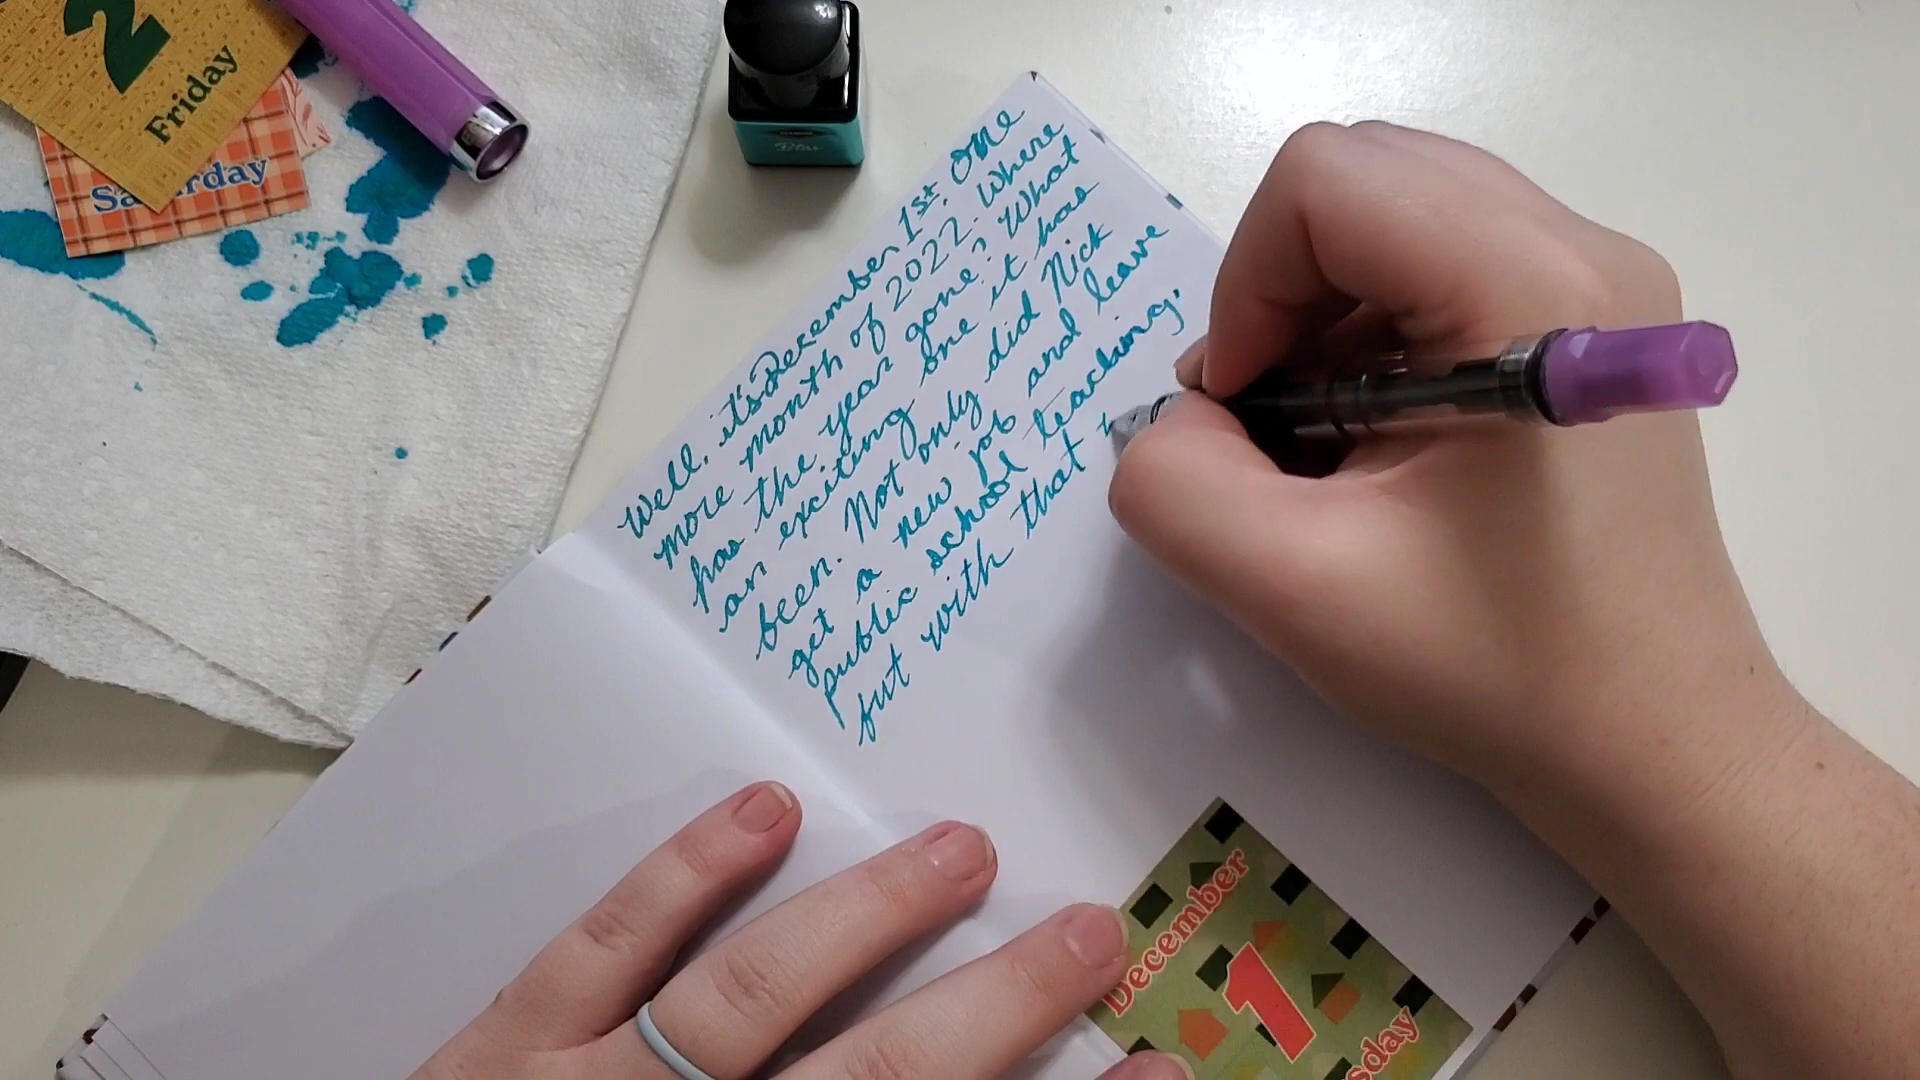 2
Friday
Saturday
Well, it's December 1st. One
more month of 2022. Where
has the year gone? What
an exciting one it has
been. Not only did Nick
get a new job and leave
public school teaching,
but with that
December
1
sday